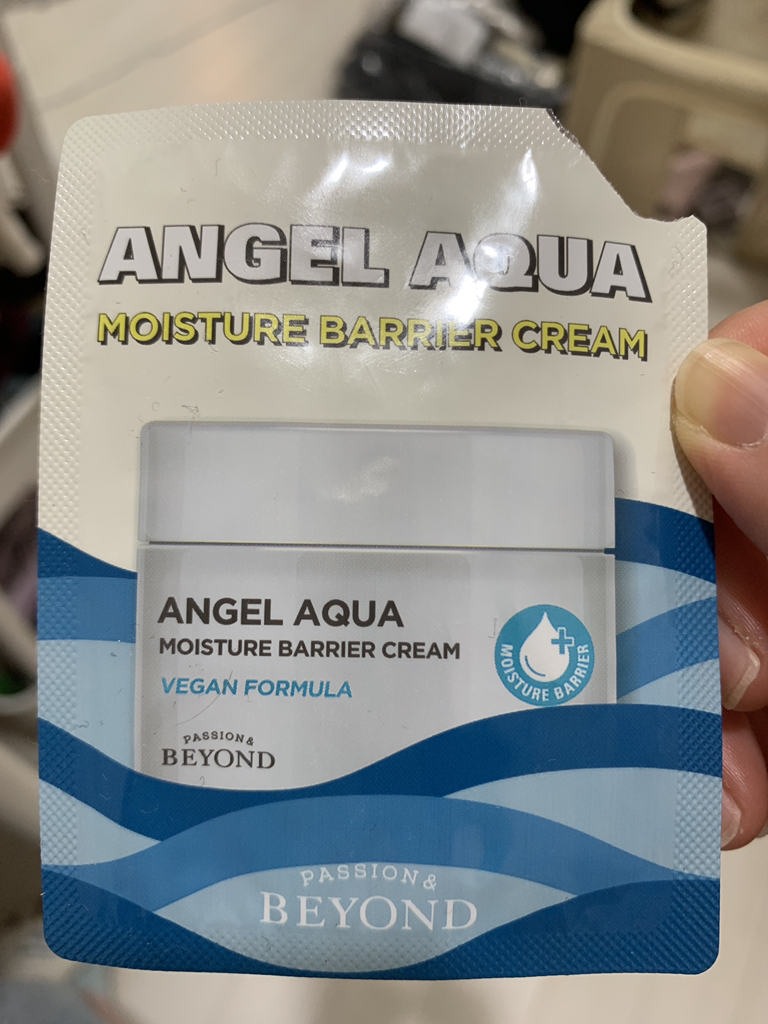 ANGEL AQUA
MOISTURE BARRIER CREAM
ANGEL AQUA
MOISTURE BARRIER CREAM
VEGAN FORMULA
MOISTURE BARRIER
PASSION &
BEYOND
PASSION &
BEYOND